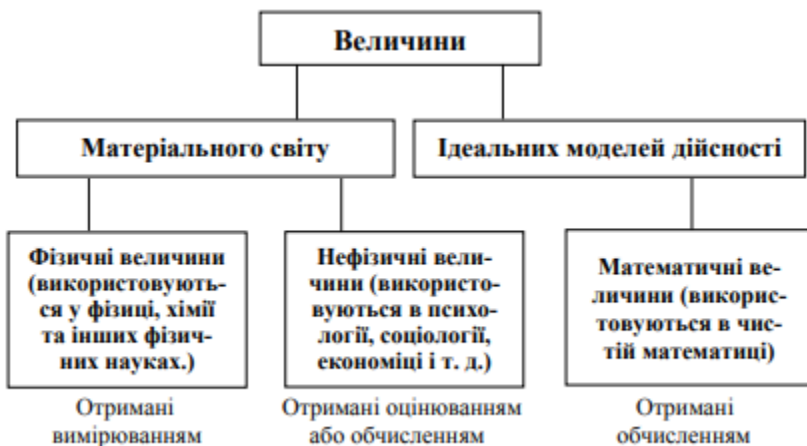 Величини
Матеріального світу
Ідеальних моделей дійсності
Фізичні величини
(використовують-
ся у фізиці, хімії
та інших фізич-
них науках.)
Нефізичні вели-
чини (використо-
вуються в психо-
логії, соціології,
економіці і т. д.)
Математичні ве-
личини (викорис-
товуються в чис-
тій математиці)
Отримані
вимірюванням
Отримані оцінюванням
або обчисленням
Отримані
обчисленням